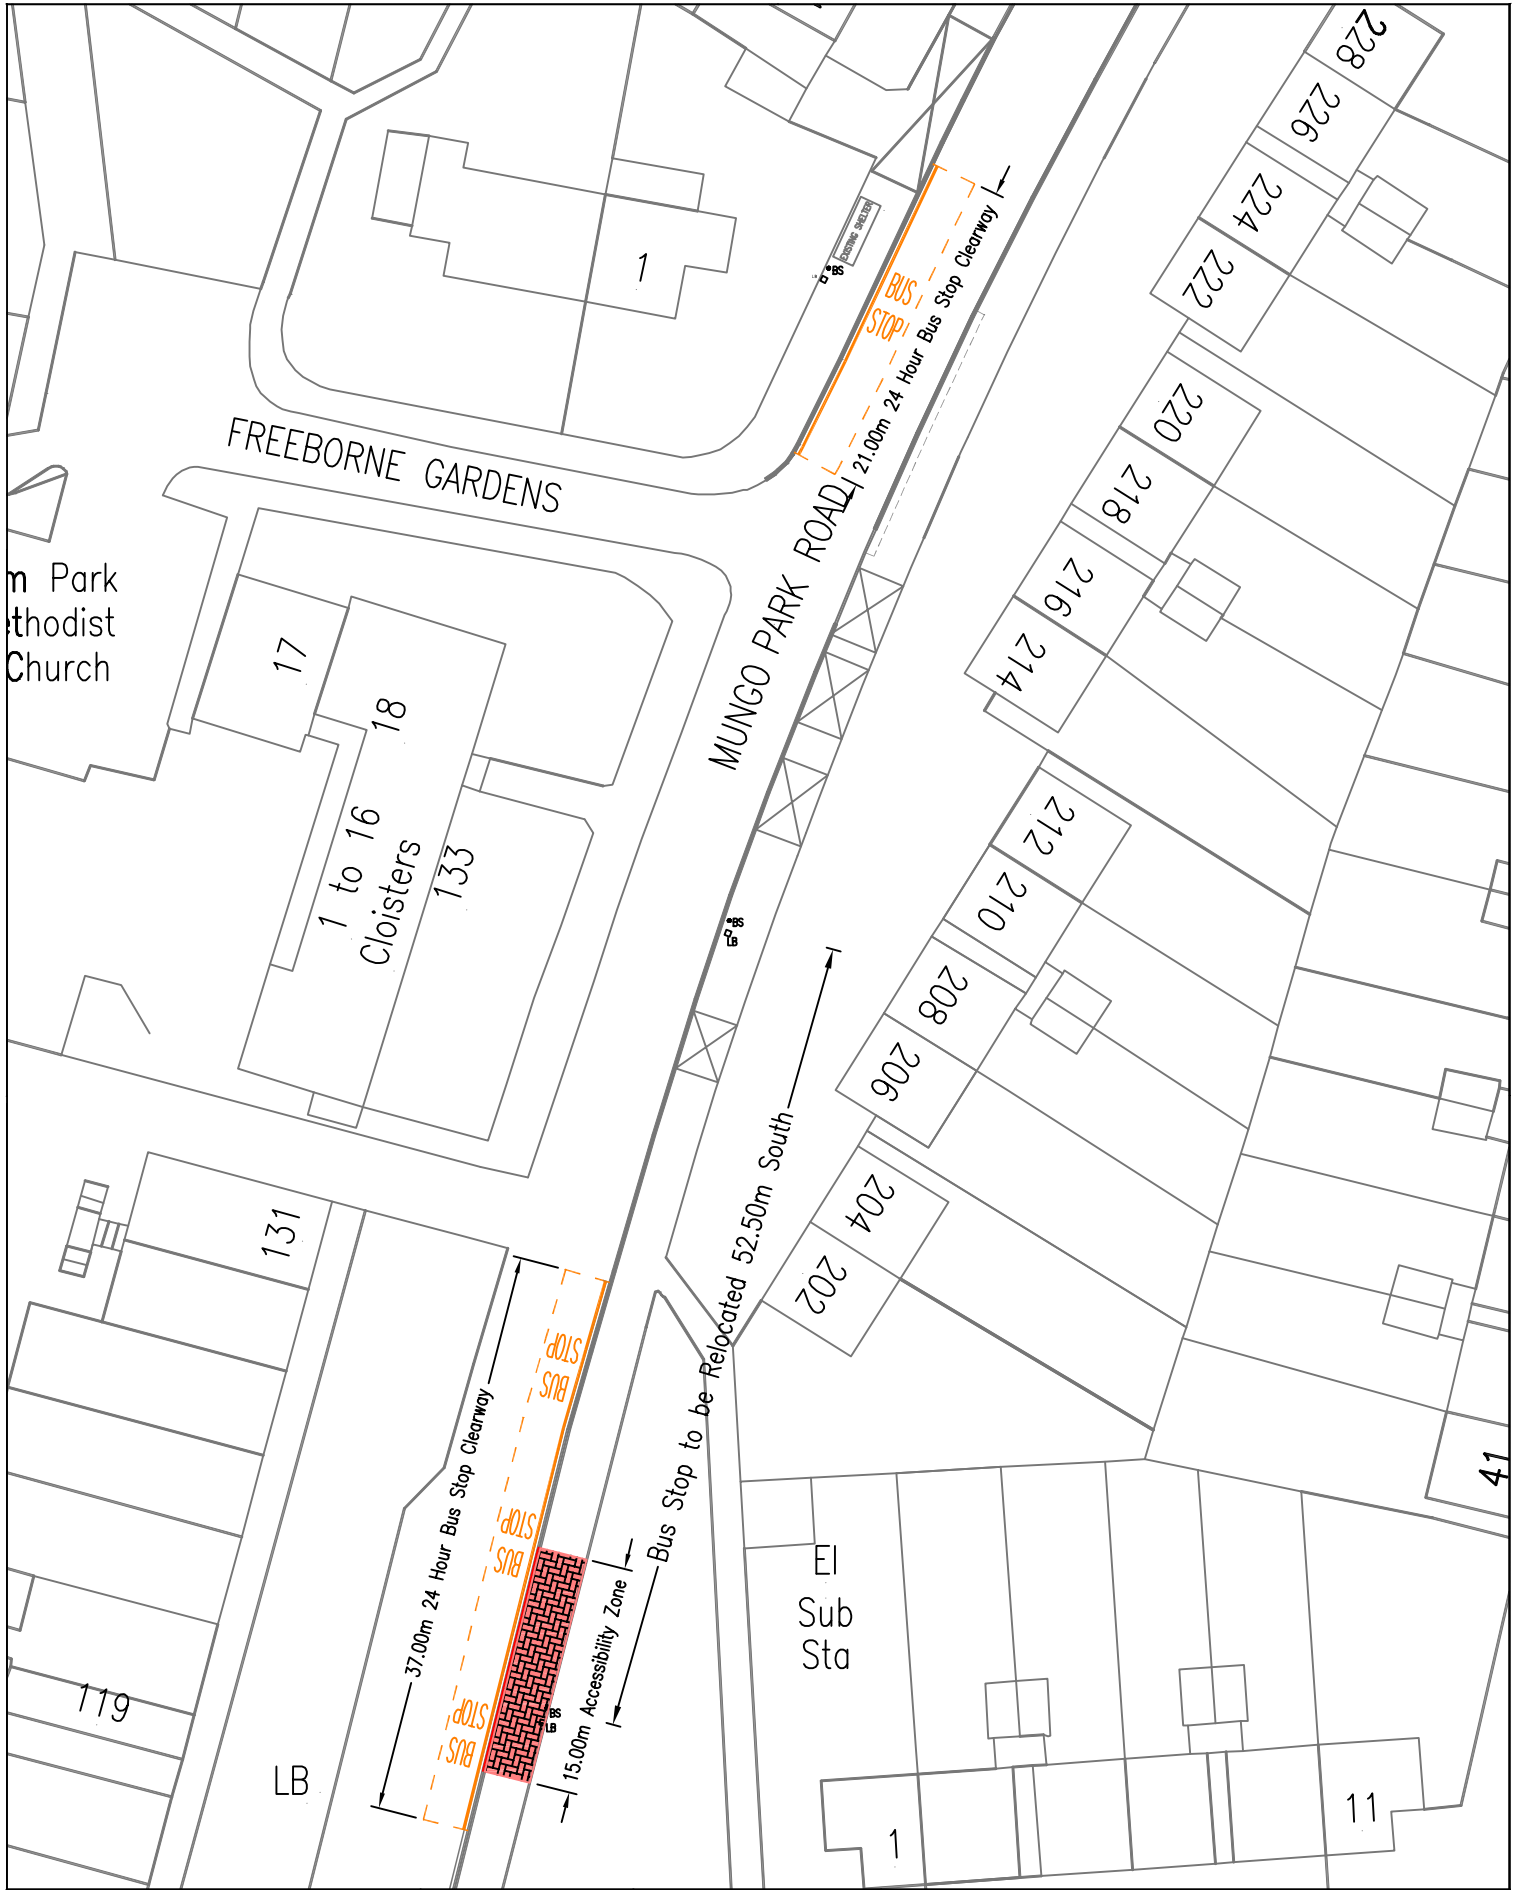 228
226
224
222
220
218
216
214
212
210
208
206
204
202
1
EXISTING SHELTER
BS
BUS
STOP
21.00m 24 Hour Bus Stop Clearway
FREEBORNE GARDENS
MUNGO PARK ROAD
m Park
ethodist
Church
17
18
1 to 16
Cloisters
133
BS
LB
131
Bus Stop to be Relocated 52.50m South
37.00m 24 Hour Bus Stop Clearway
BUS
STOP
BUS
STOP
BUS
STOP
15.00m Accessibility Zone
BS
LB
119
LB
El
Sub
Sta
41
1
11